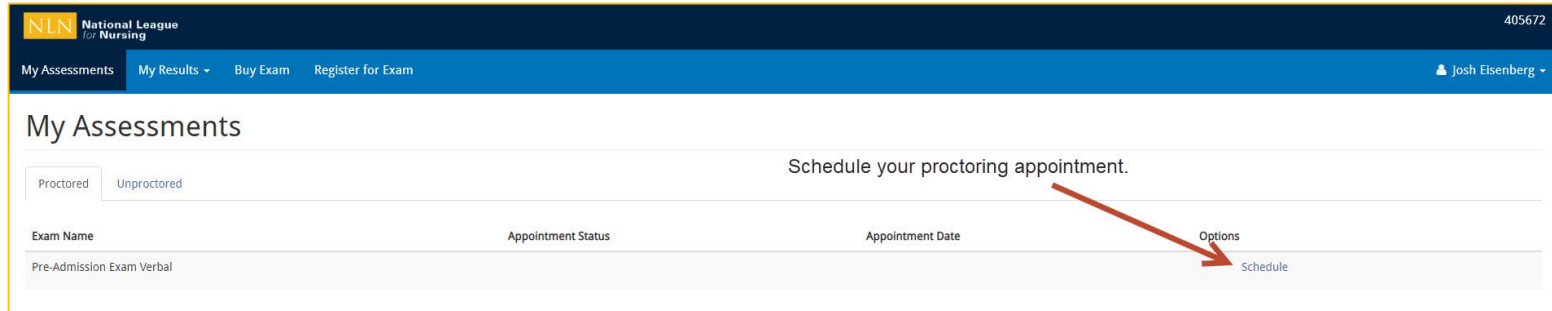 NLN National League
for Nursing
405672
My Assessments My Results Buy Exam Register for Exam Josh Eisenberg
My Assessments
Schedule your proctoring appointment.
Proctored Unproctored
Exam Name Appointment Status Appointment Date Options
Pre-Admission Exam Verbal Schedule